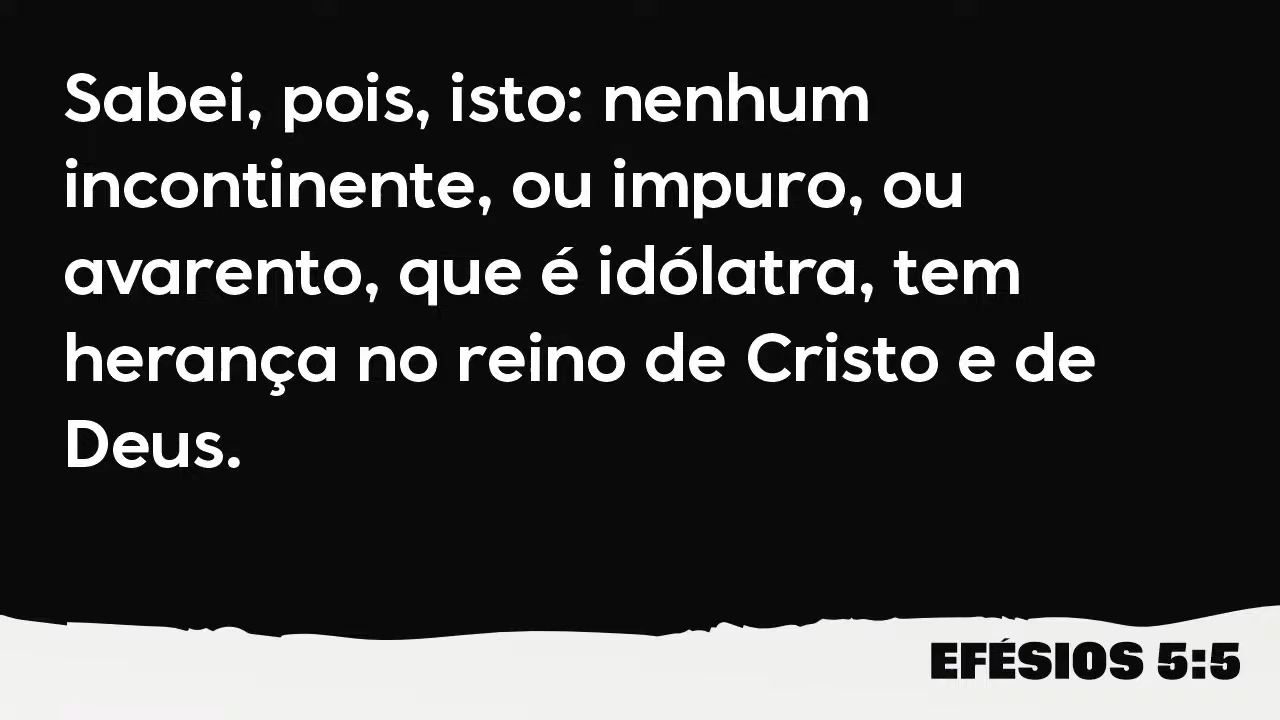 Sabei, pois, isto: nenhum
incontinente, ou impuro, ou
avarento, que é idólatra, tem
herança no reino de Cristo e de
Deus.
EFÉSIOS 5:5